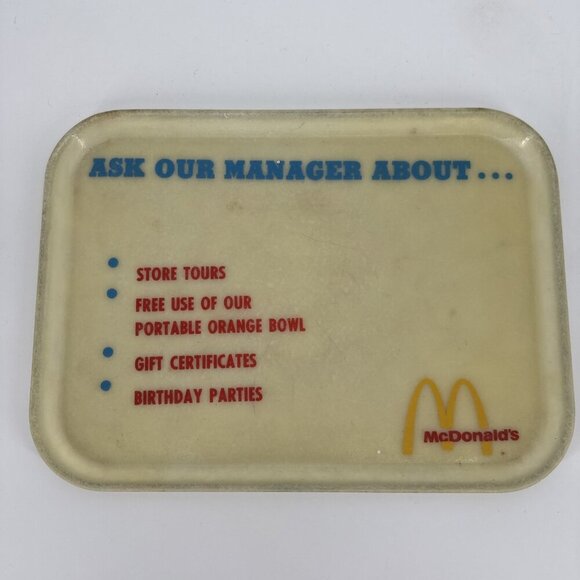 ASK OUR MANAGER ABOUT...
• STORE TOURS
• FREE USE OF OUR
PORTABLE ORANGE BOWL
• GIFT CERTIFICATES
• BIRTHDAY PARTIES
McDonald's